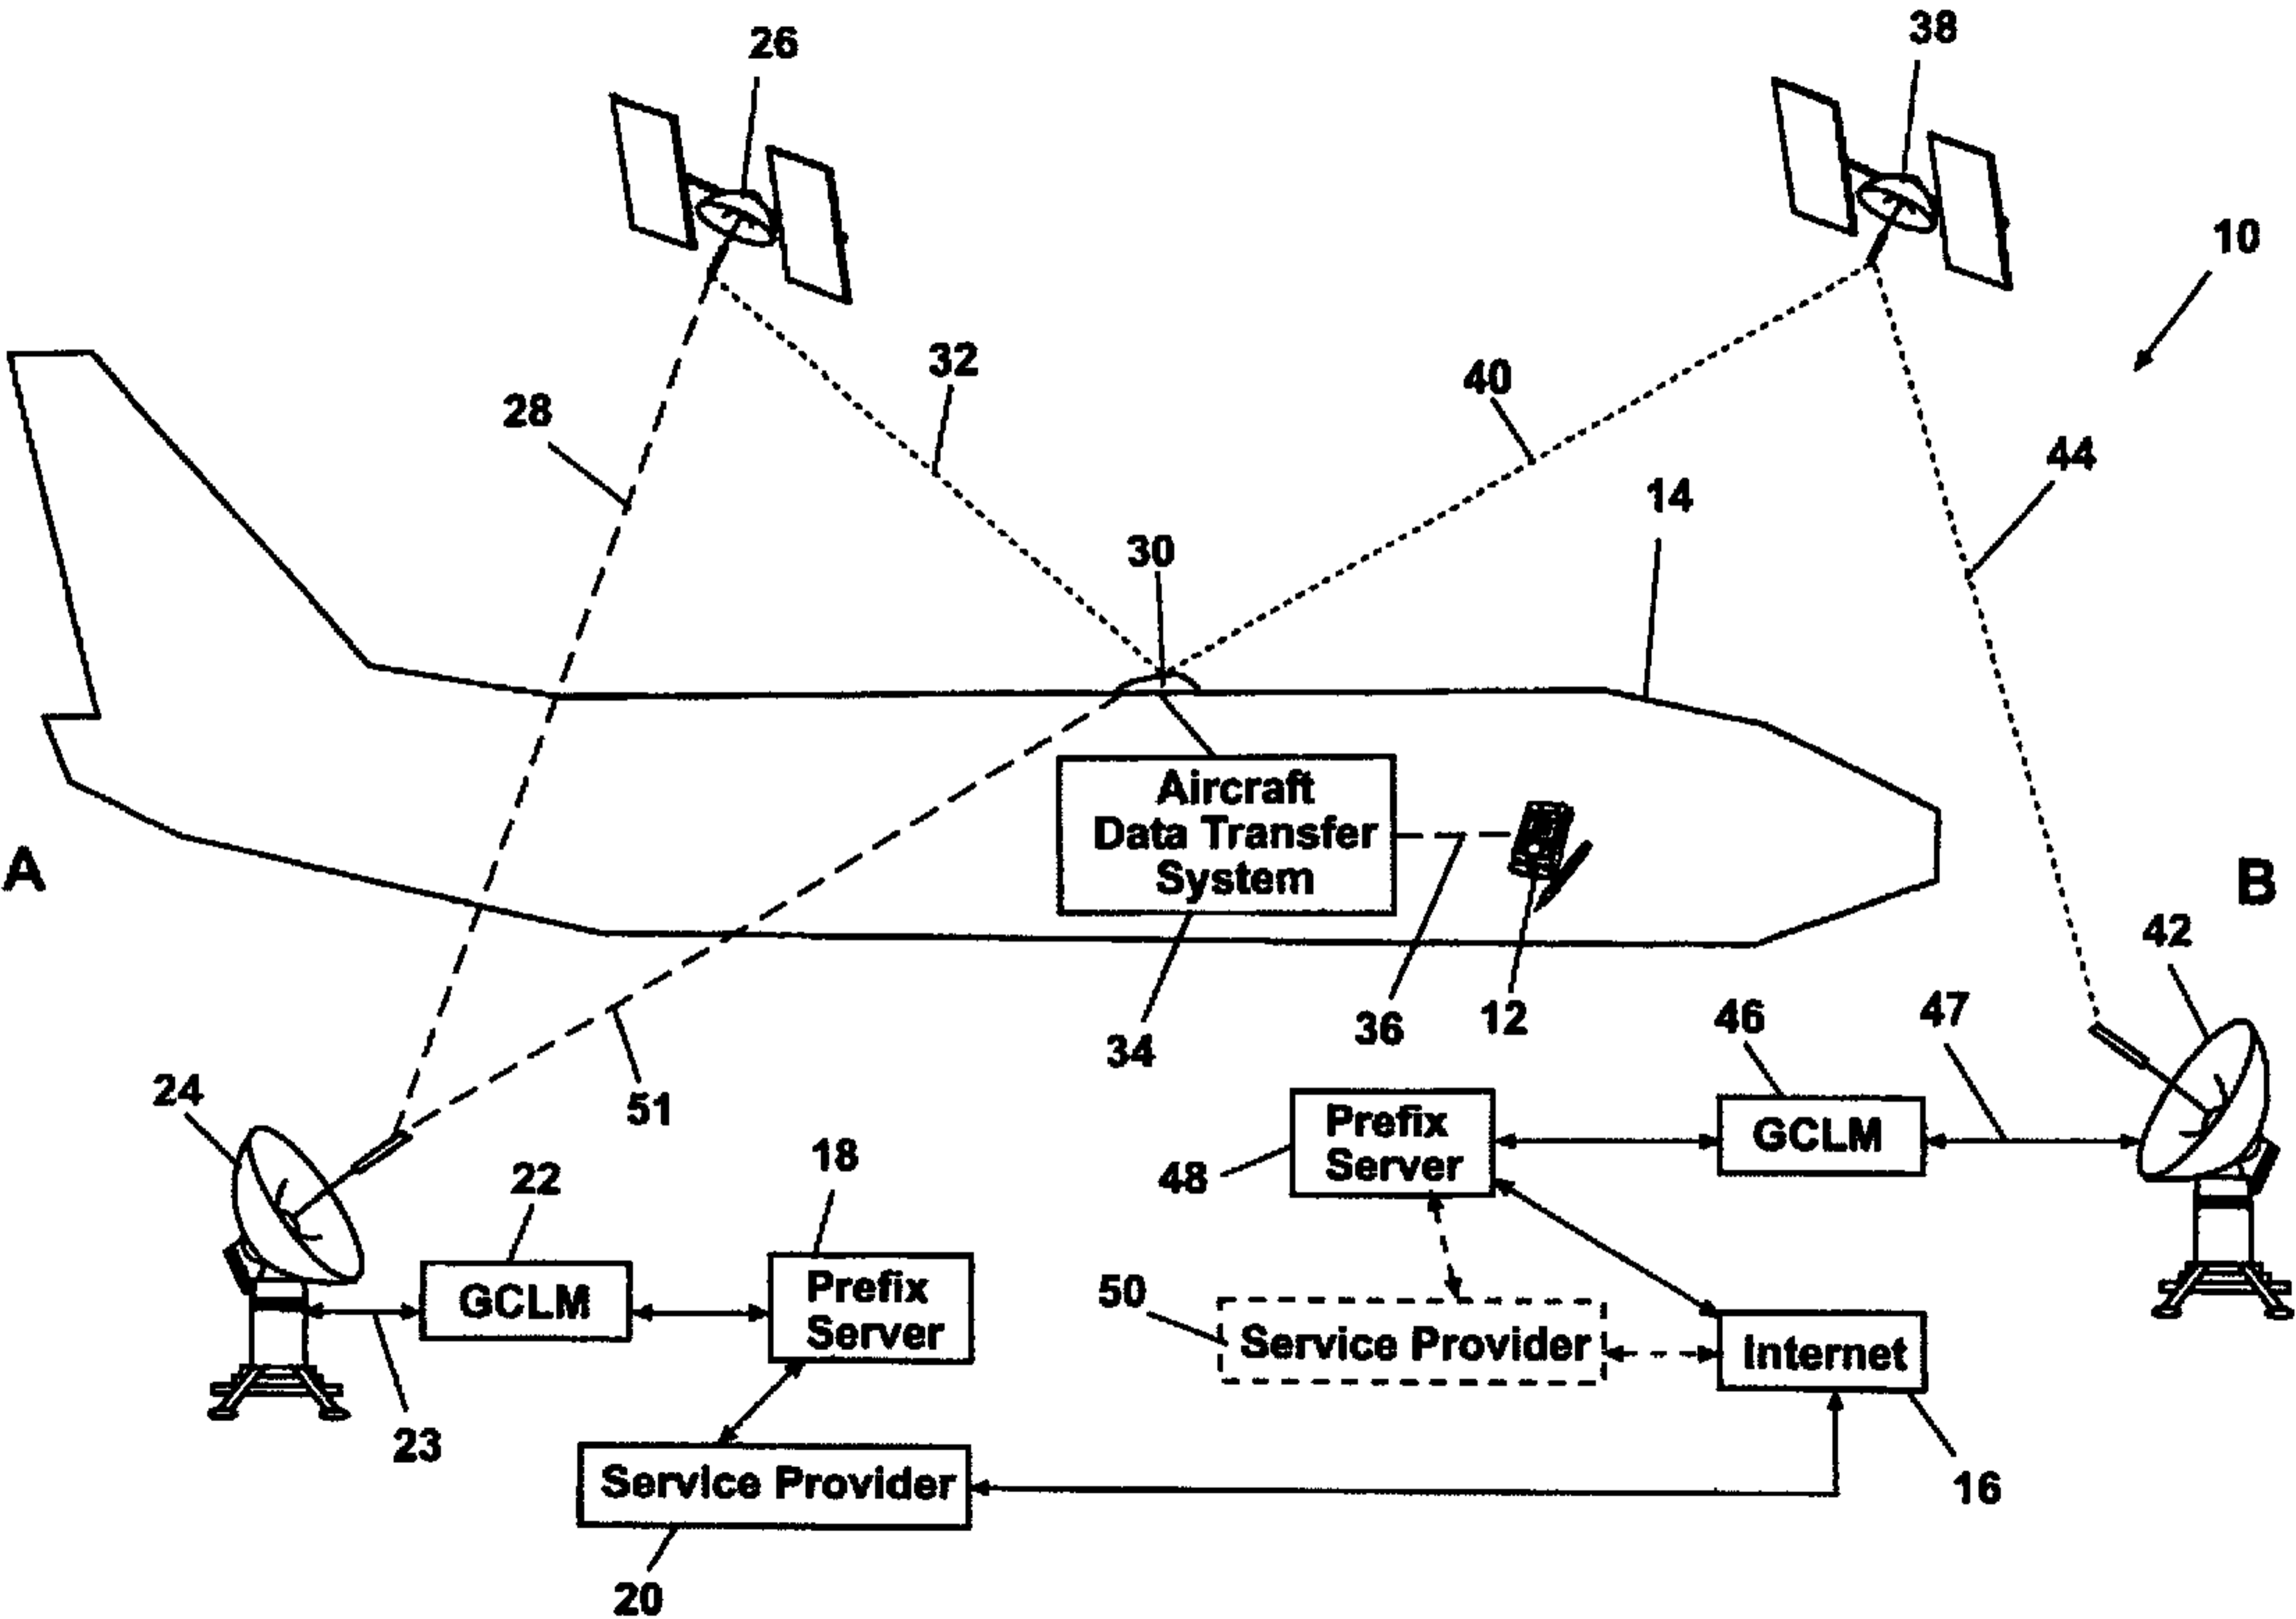 26
38
10
32
40
28
44
14
30
Aircraft
Data Transfer
System
A
B
42
12
47
46
36
34
24
51
Prefix
Server
GCLM
18
22
48
Prefix
Server
GCLM
50
Service Provider
Internet
23
Service Provider
16
20